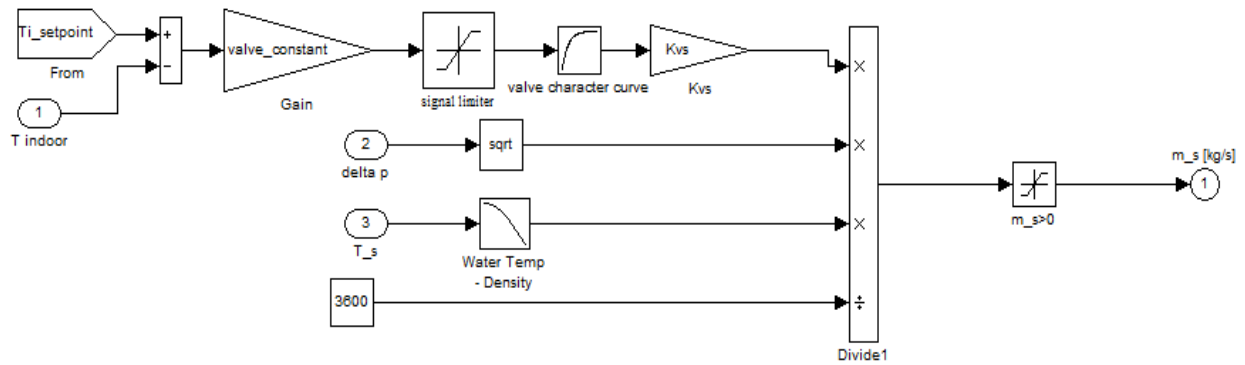 Ti_setpoint
From
+
−
1
T indoor
valve_constant
Gain
signal limiter
valve character curve
Kvs
Kvs
2
delta p
sqrt
3
T_s
Water Temp
- Density
3600
×
×
×
÷
Divide1
m_s>0
m_s [kg/s]
1